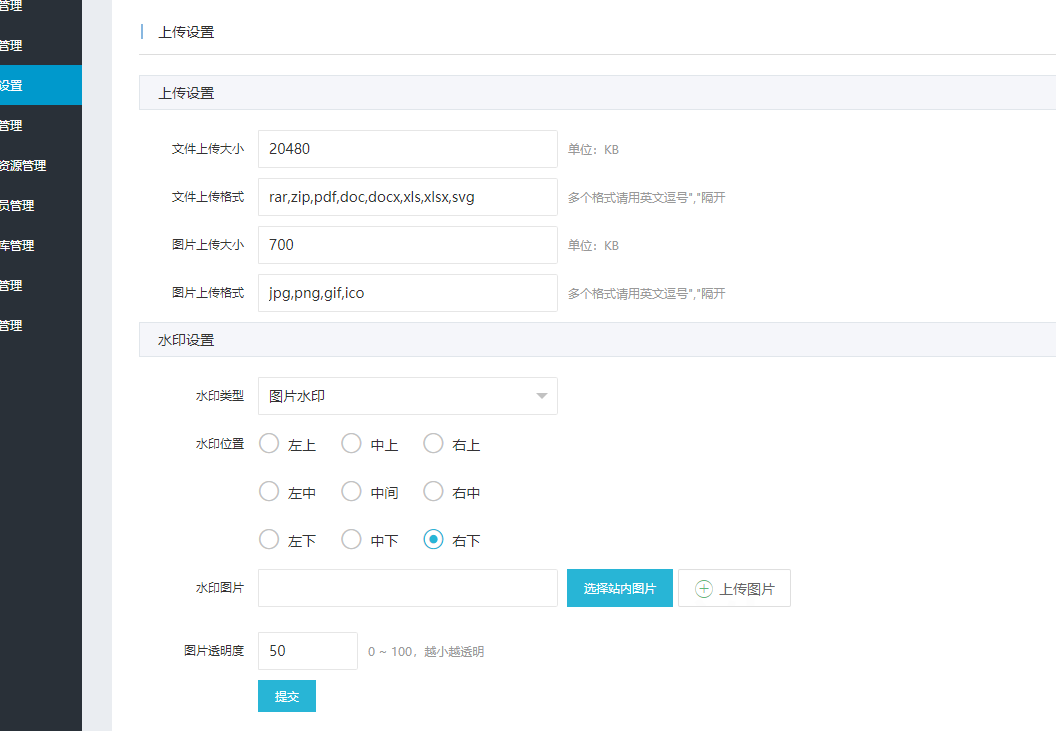 管理
上传设置
管理
设置
上传设置
管理
文件上传大小 20480 单位：KB
资源管理
文件上传格式 rar,zip,pdf,doc,docx,xls,xlsx,svg 多个格式请用英文逗号","隔开
员管理
库管理
图片上传大小 700 单位：KB
管理
图片上传格式 jpg,png,gif,ico 多个格式请用英文逗号","隔开
管理
水印设置
水印类型 图片水印
水印位置 左上 中上 右上
左中 中间 右中
左下 中下 右下
水印图片 选择站内图片 上传图片
图片透明度 50 0 ~ 100，越小越透明
提交